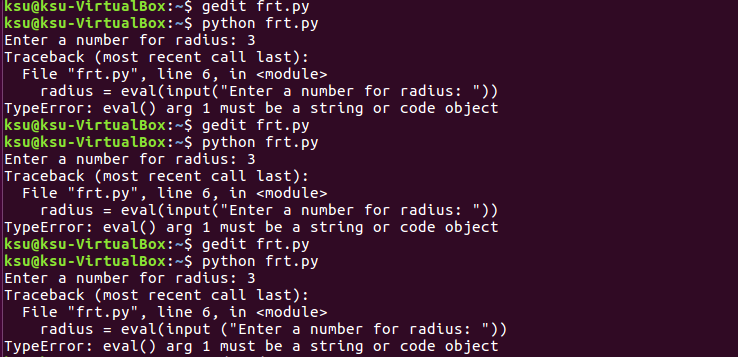 ksu@ksu-VirtualBox:~$ gedit frt.py
ksu@ksu-VirtualBox:~$ python frt.py
Enter a number for radius: 3
Traceback (most recent call last):
  File "frt.py", line 6, in <module>
    radius = eval(input("Enter a number for radius: "))
TypeError: eval() arg 1 must be a string or code object
ksu@ksu-VirtualBox:~$ gedit frt.py
ksu@ksu-VirtualBox:~$ python frt.py
Enter a number for radius: 3
Traceback (most recent call last):
  File "frt.py", line 6, in <module>
    radius = eval(input("Enter a number for radius: "))
TypeError: eval() arg 1 must be a string or code object
ksu@ksu-VirtualBox:~$ gedit frt.py
ksu@ksu-VirtualBox:~$ python frt.py
Enter a number for radius: 3
Traceback (most recent call last):
  File "frt.py", line 6, in <module>
    radius = eval(input ("Enter a number for radius: "))
TypeError: eval() arg 1 must be a string or code object